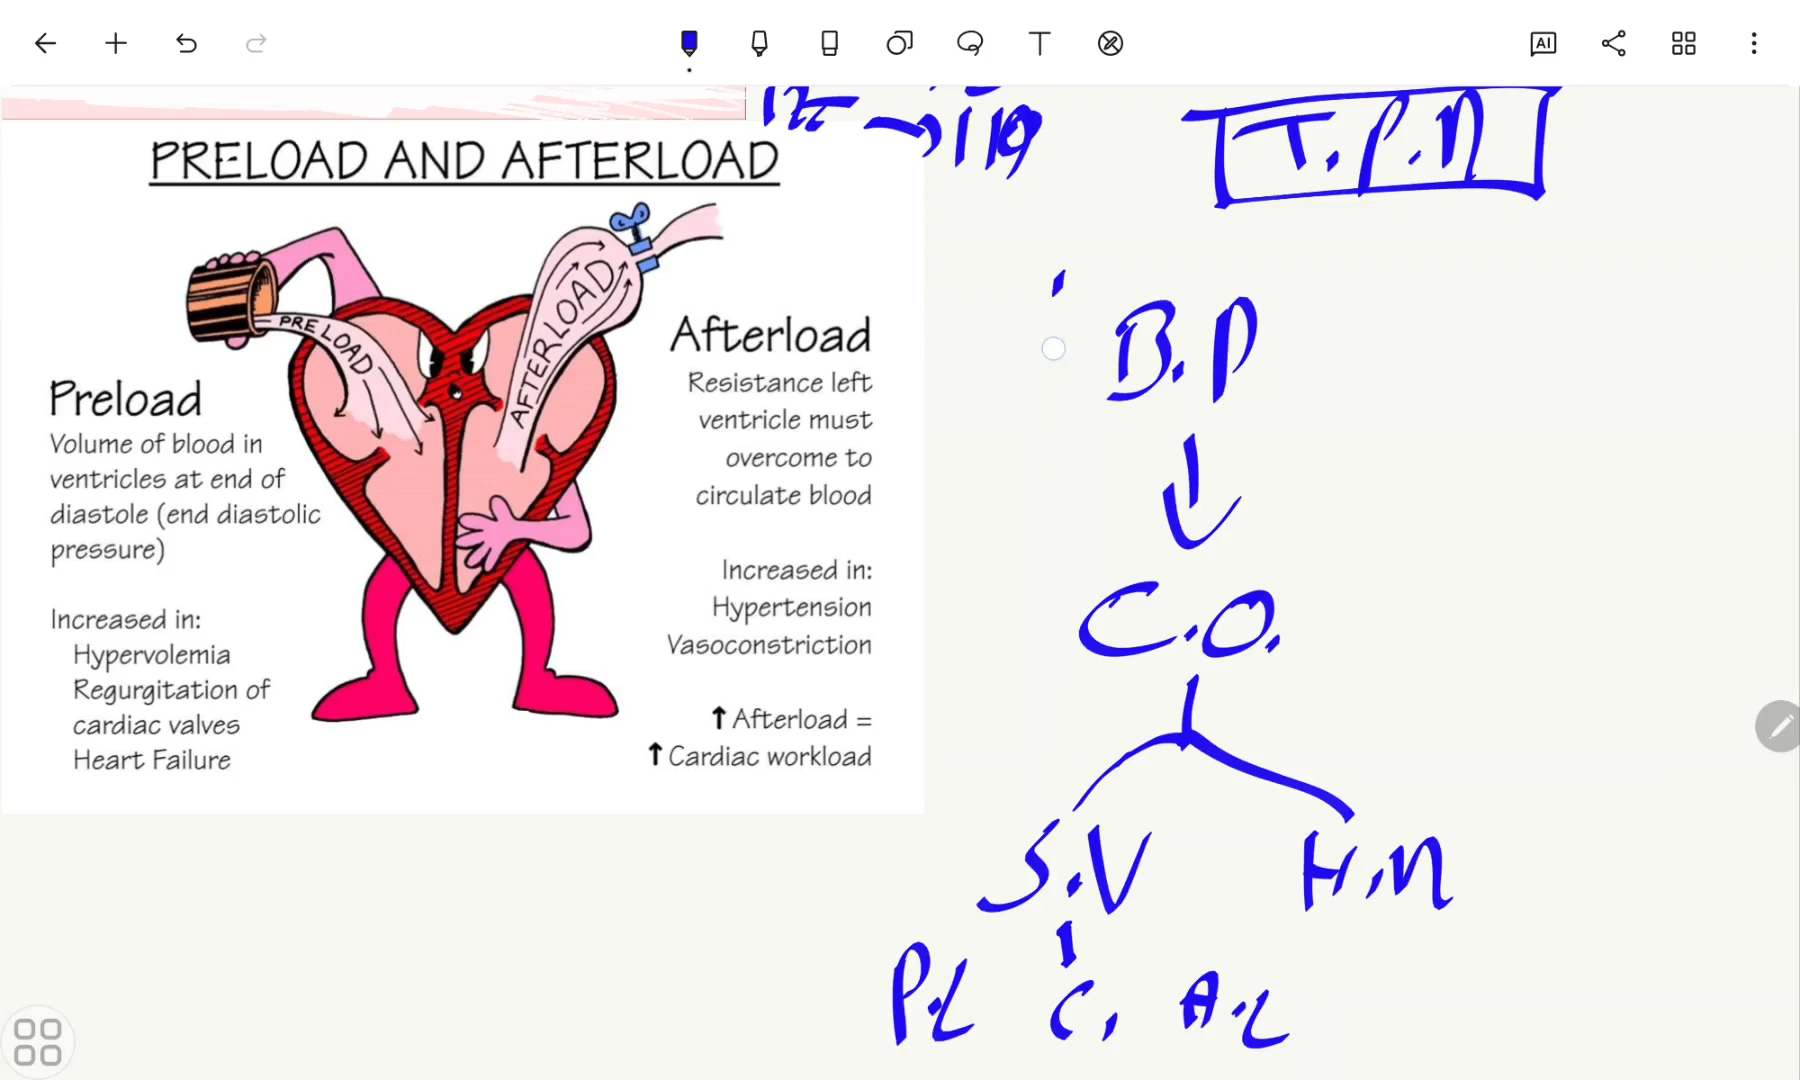 T.P.R
PRELOAD AND AFTERLOAD
PRELOAD
AFTERLOAD
Preload
Volume of blood in
ventricles at end of
diastole (end diastolic
pressure)
Increased in:
Hypervolemia
Regurgitation of
cardiac valves
Heart Failure
Afterload
Resistance left
ventricle must
overcome to
circulate blood
Increased in:
Hypertension
Vasoconstriction
↑ Afterload =
↑ Cardiac workload
B.P
↓
C.O.
S.V H.R
P.L C. A.L
T
AI